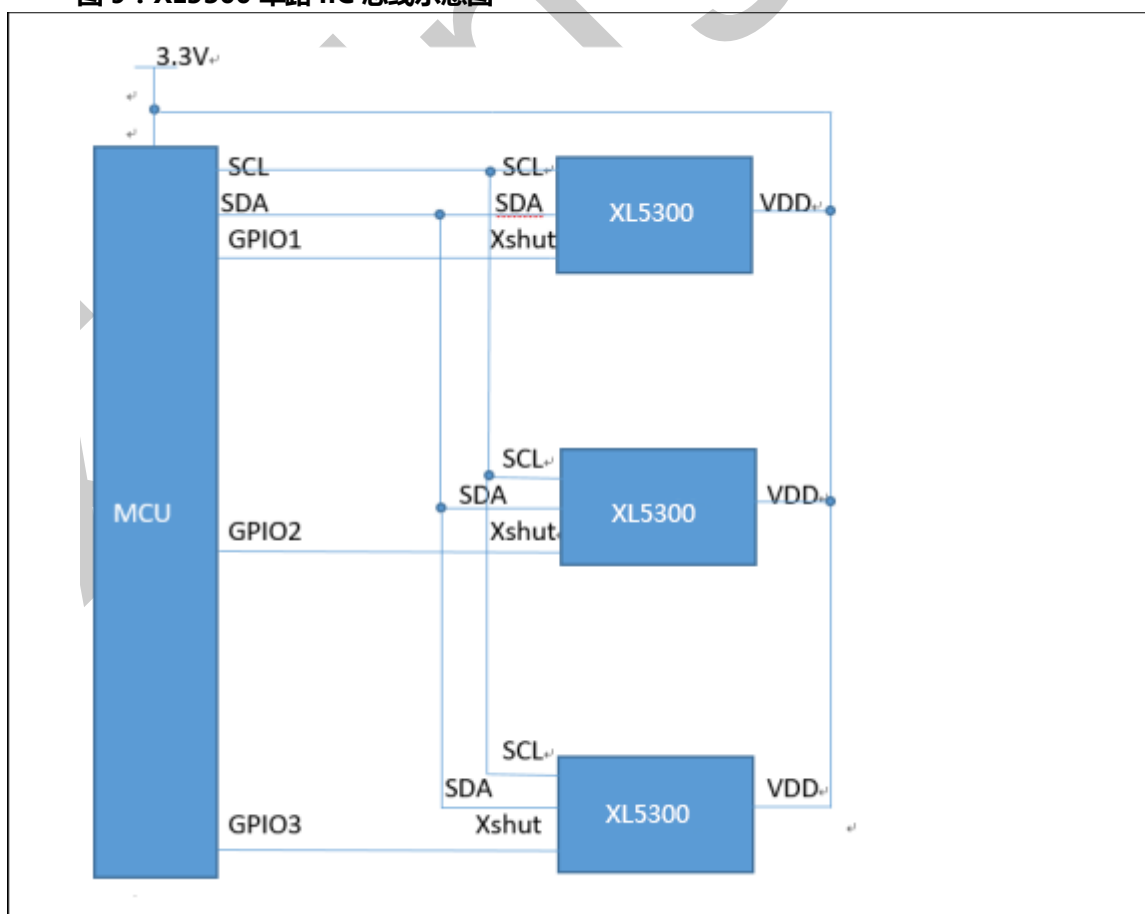 3.3V
SCL
SCL
SDA
SDA
XL5300
VDD
GPIO1
Xshut
SCL
SDA
VDD
MCU
XL5300
GPIO2
Xshut
SCL
SDA
VDD
XL5300
GPIO3
Xshut